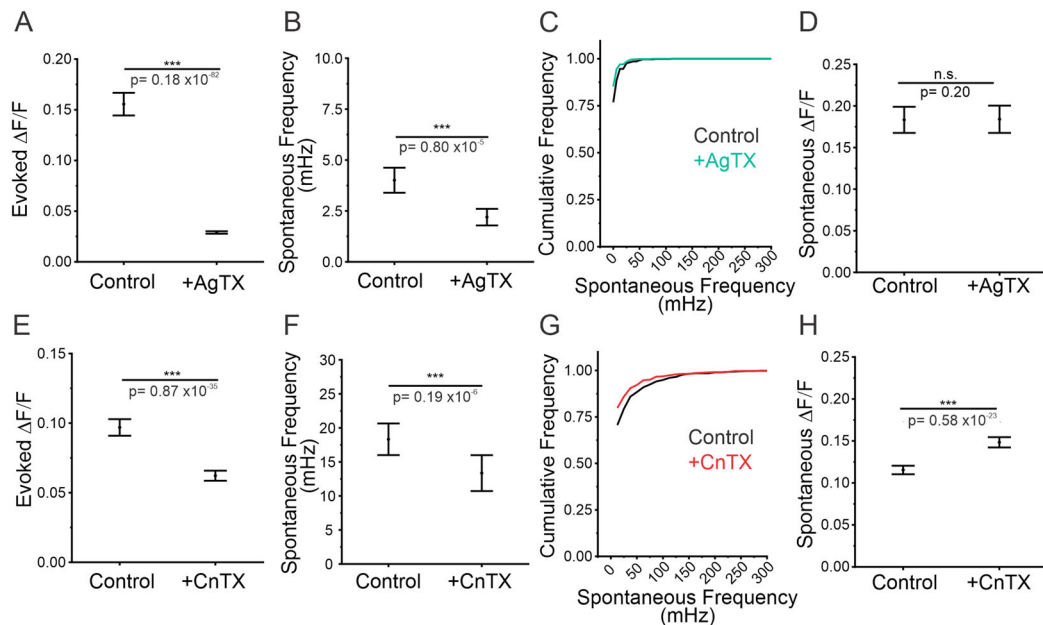 A
Evoked ΔF/F
0.20
0.15
0.10
0.05
0.00
***
p= 0.18 x10-82
Control
+AgTX
B
Spontaneous Frequency
(mHz)
10.0
7.5
5.0
2.5
0.0
***
p= 0.80 x10-5
Control
+AgTX
C
Cumulative Frequency
1.00
0.75
0.50
0.25
0.00
Control
+AgTX
0
50
100
150
200
250
300
Spontaneous Frequency
(mHz)
D
Spontaneous ΔF/F
0.25
0.20
0.15
0.10
0.05
0.00
n.s.
p= 0.20
Control
+AgTX
E
Evoked ΔF/F
0.15
0.10
0.05
0.00
***
p= 0.87 x10-35
Control
+CnTX
F
Spontaneous Frequency
(mHz)
30
25
20
15
10
5
0
***
p= 0.19 x10-6
Control
+CnTX
G
Cumulative Frequency
1.00
0.75
0.50
0.25
0.00
Control
+CnTX
0
50
100
150
200
250
300
Spontaneous Frequency
(mHz)
H
Spontaneous ΔF/F
0.25
0.20
0.15
0.10
0.05
0.00
***
p= 0.58 x10-23
Control
+CnTX